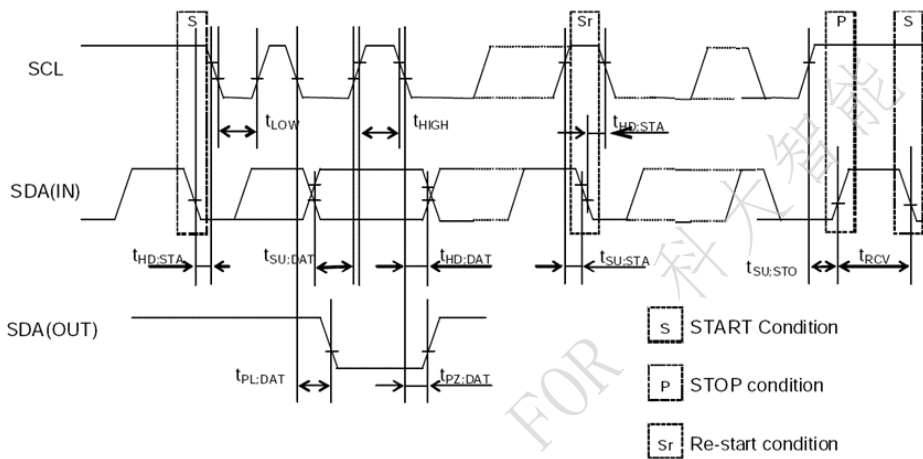 S Sr P S
SCL
tLOW tHIGH tHD:STA
SDA(IN)
tHD:STA tSU:DAT tHD:DAT tSU:STA tSU:STO tRCV
SDA(OUT)
tPL:DAT tPZ:DAT
S START Condition
P STOP condition
Sr Re-start condition
FOR 科大智能